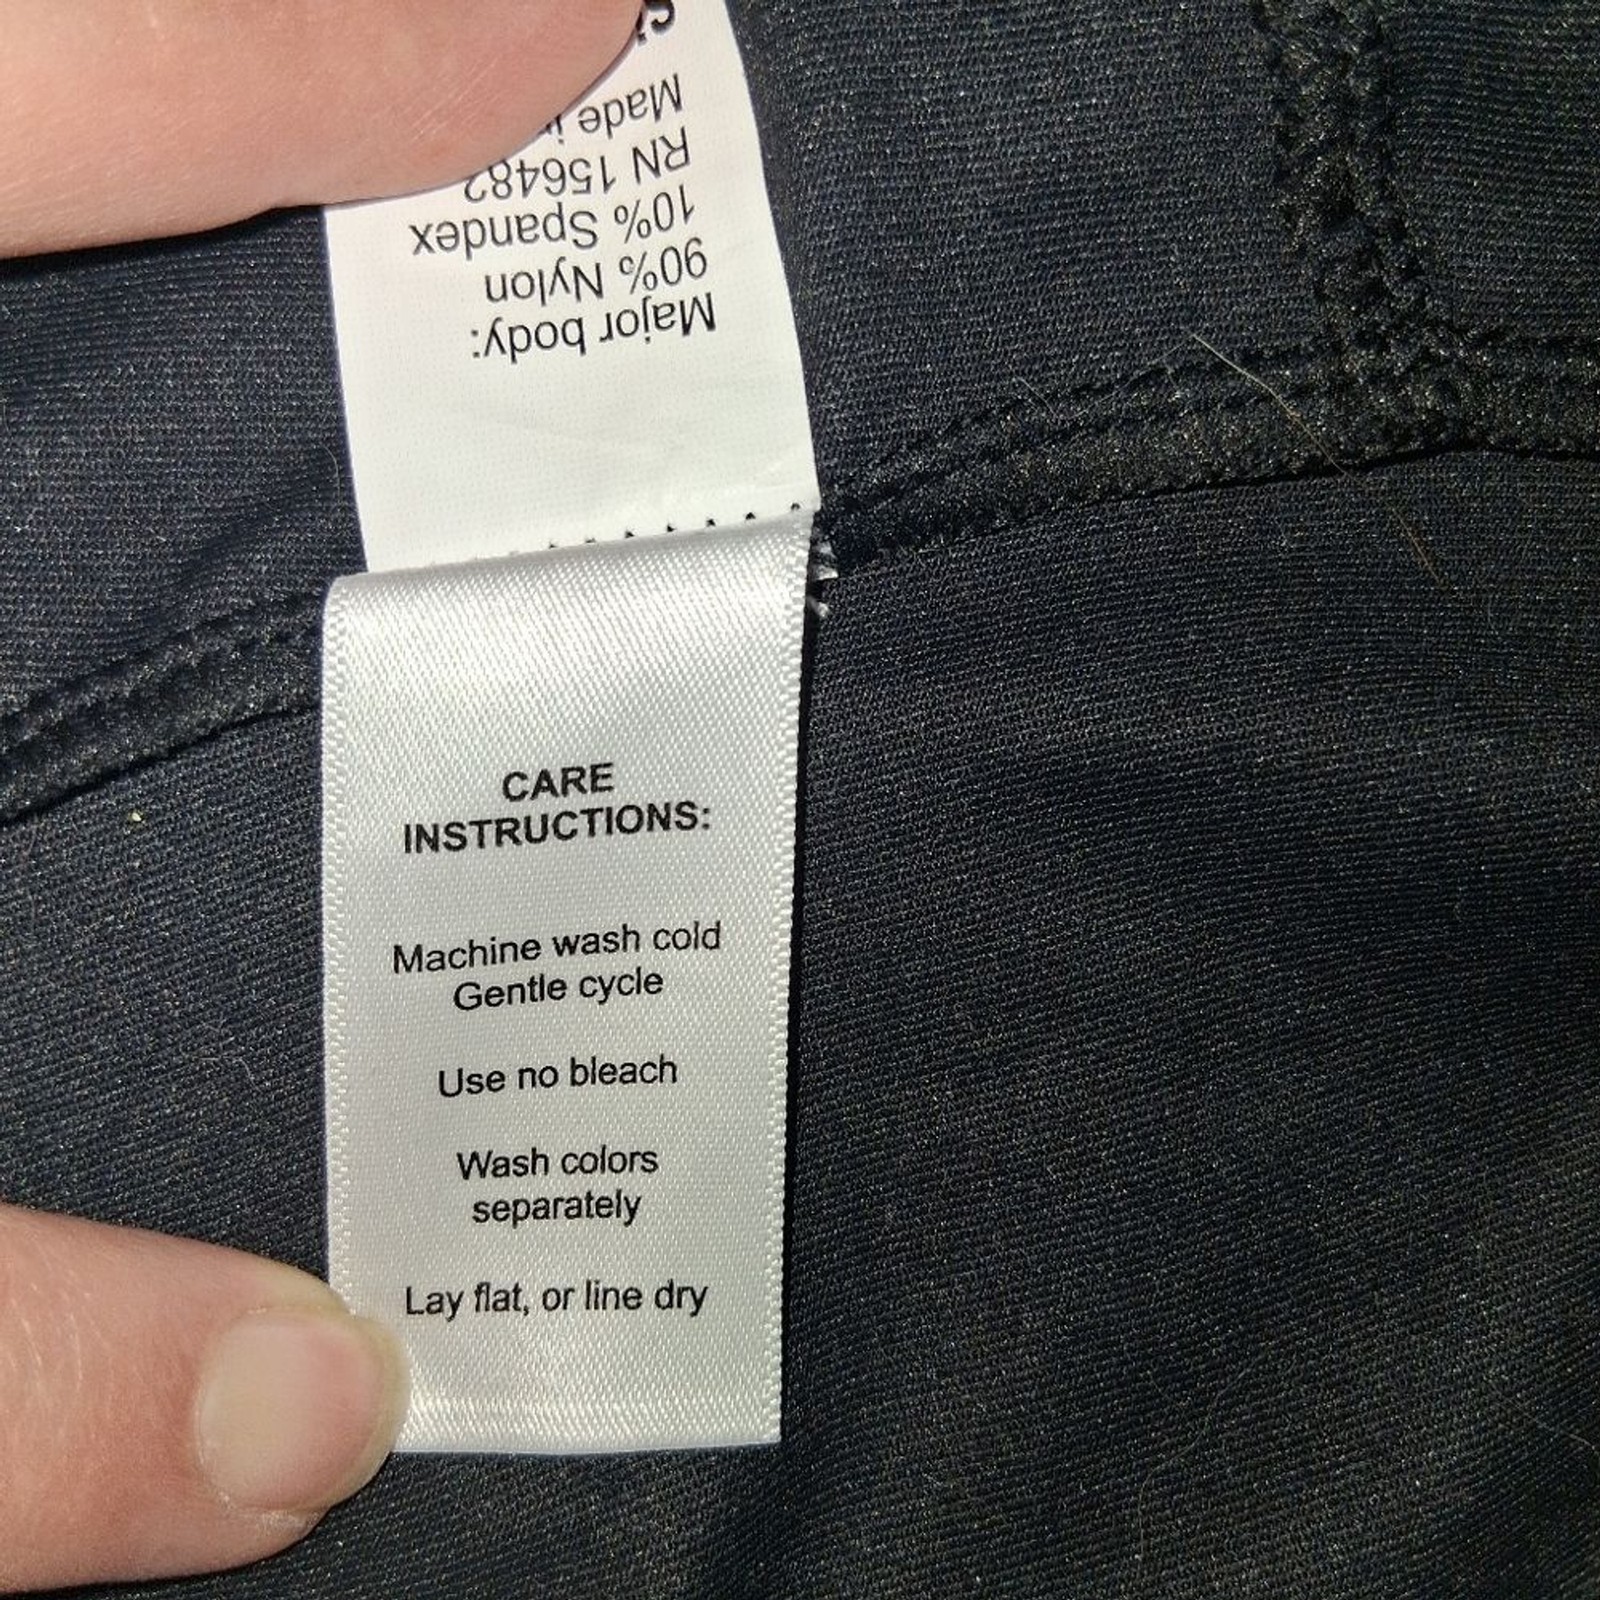 Major body:
90% Nylon
10% Spandex
RN 156482
Made
CARE
INSTRUCTIONS:
Machine wash cold
Gentle cycle
Use no bleach
Wash colors
separately
Lay flat, or line dry